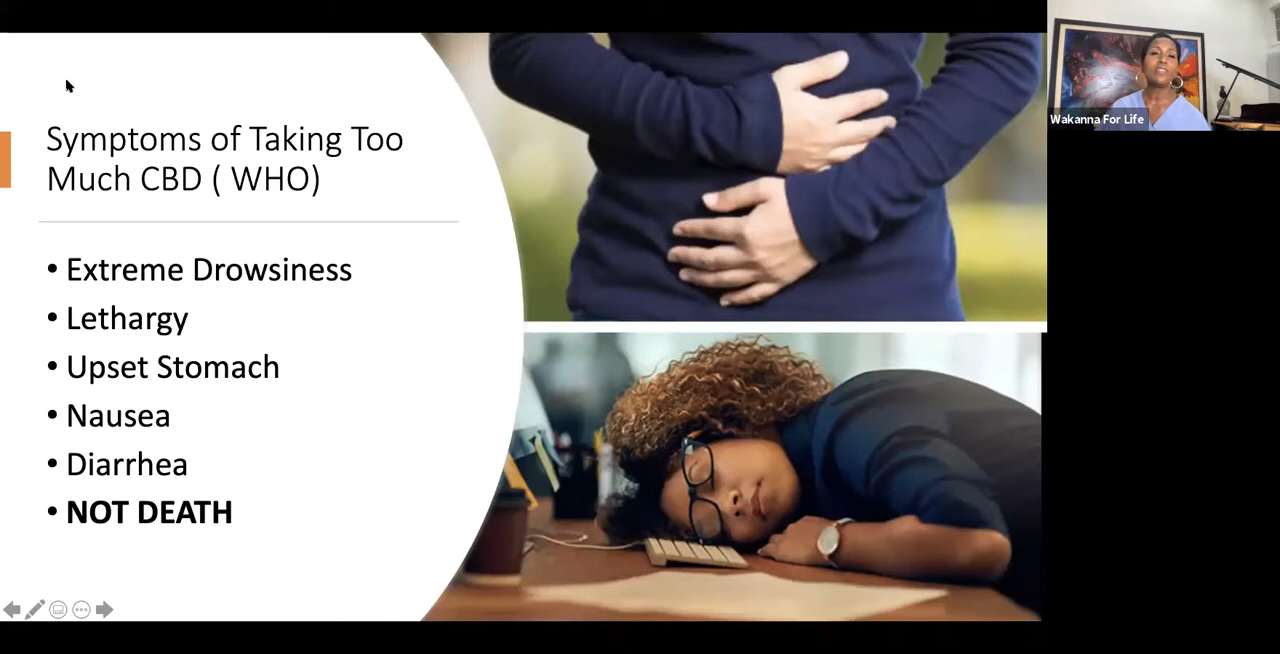 Symptoms of Taking Too
Much CBD ( WHO)
• Extreme Drowsiness
• Lethargy
• Upset Stomach
• Nausea
• Diarrhea
• NOT DEATH
Wakanna For Life